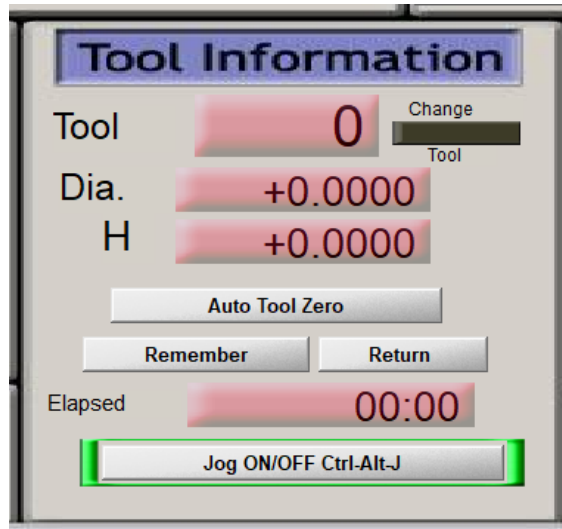 Tool Information
Tool 0 Change
Tool
Dia. +0.0000
H +0.0000
Auto Tool Zero
Remember Return
Elapsed 00:00
Jog ON/OFF Ctrl-Alt-J